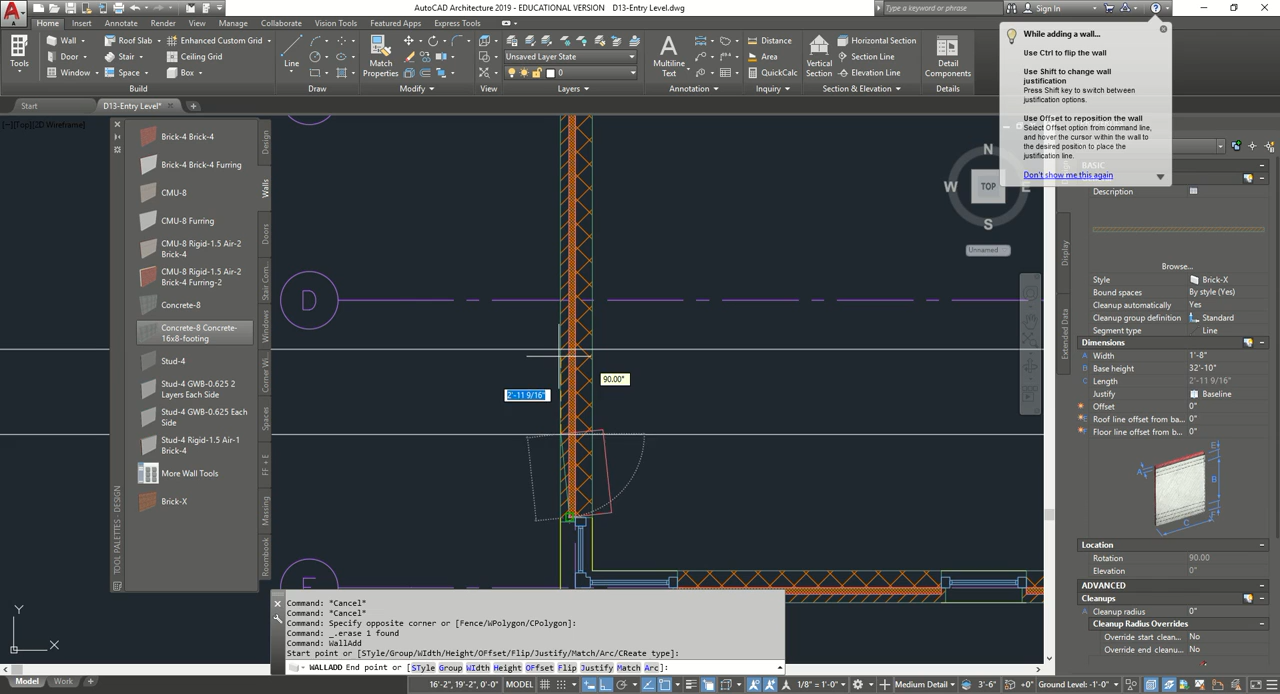 AutoCAD Architecture 2019 - EDUCATIONAL VERSION D13-Entry Level.dwg
Type a keyword or phrase
Sign In
Home Insert Annotate Render View Manage Collaborate Vision Tools Featured Apps Express Tools
Tools
Wall
Door
Window
Roof Slab
Stair
Space
Enhanced Custom Grid
Ceiling Grid
Box
Build
Line
Draw
Match
Properties
Modify
View
Unsaved Layer State
0
Layers
Multiline
Text
Annotation
Distance
Area
QuickCalc
Inquiry
Vertical
Section
Horizontal Section
Section Line
Elevation Line
Section & Elevation
Detail
Components
Details
While adding a wall...
Use Ctrl to flip the wall
Use Shift to change wall
justification
Press Shift key to switch between
justification options.
Use Offset to reposition the wall
Select Offset option from command line,
and hover the cursor within the wall to
the desired position to place the
justification line.
Don't show me this again
Start
D13-Entry Level*
[−][Top][2D Wireframe]
Brick-4 Brick-4
Brick-4 Brick-4 Furring
CMU-8
CMU-8 Furring
CMU-8 Rigid-1.5 Air-2
Brick-4
CMU-8 Rigid-1.5 Air-2
Brick-4 Furring-2
Concrete-8
Concrete-8 Concrete-
16x8-footing
Stud-4
Stud-4 GWB-0.625 2
Layers Each Side
Stud-4 GWB-0.625 Each
Side
Stud-4 Rigid-1.5 Air-1
Brick-4
More Wall Tools
Brick-X
Design
Walls
Doors
Stair Com...
Windows
Corner Wi...
Spaces
FF + E
Massing
Roombook
TOOL PALETTES - DESIGN
D
E
2'-11 9/16"
90.00°
N
W
TOP
E
S
Unnamed
Display
Extended Data
BASIC
Description
Browse...
Style Brick-X
Bound spaces By style (Yes)
Cleanup automatically Yes
Cleanup group definition Standard
Segment type Line
Dimensions
A Width 1'-8"
B Base height 32'-10"
C Length 2'-11 9/16"
Justify Baseline
Offset 0"
Roof line offset from ba... 0"
Floor line offset from b... 0"
A
E
B
C
F
Location
Rotation 90.00
Elevation 0"
ADVANCED
Cleanups
A Cleanup radius 0"
Cleanup Radius Overrides
Override start clean... No
Override end cleanu... No
Command: *Cancel*
Command: *Cancel*
Command: Specify opposite corner or [Fence/WPolygon/CPolygon]:
Command: _.erase 1 found
Command: WallAdd
Start point or [STyle/Group/WIdth/Height/OFfset/Flip/Justify/Match/Arc/CReate type]:
WALLADD End point or [STyle Group WIdth Height OFfset Flip Justify Match Arc]:
Y
X
Model Work
16'-2", 19'-2", 0'-0" MODEL
1/8" = 1'-0"
+0"
Medium Detail
3'-6"
Ground Level: -1'-0"